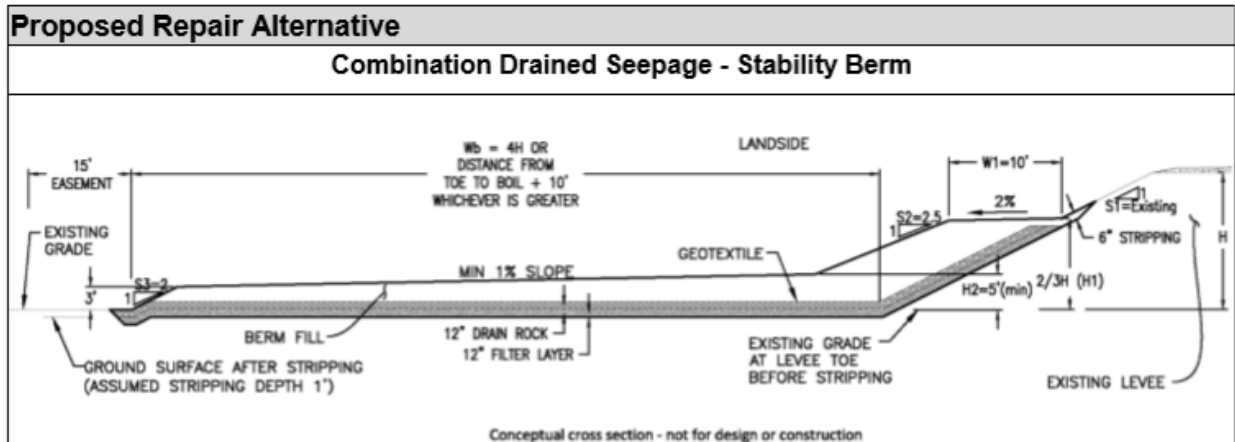 Proposed Repair Alternative
Combination Drained Seepage - Stability Berm
Wb = 4H OR
DISTANCE FROM
TOE TO BOIL + 10'
WHICHEVER IS GREATER
LANDSIDE
15'
EASEMENT
W1=10'
2%
S2=2.5
1
1
S1=Existing
6" STRIPPING
H
EXISTING
GRADE
GEOTEXTILE
MIN 1% SLOPE
S3=2
1
3'
H2=5'(min)
2/3H (H1)
BERM FILL
12" DRAIN ROCK
12" FILTER LAYER
GROUND SURFACE AFTER STRIPPING
(ASSUMED STRIPPING DEPTH 1')
EXISTING GRADE
AT LEVEE TOE
BEFORE STRIPPING
EXISTING LEVEE
Conceptual cross section - not for design or construction